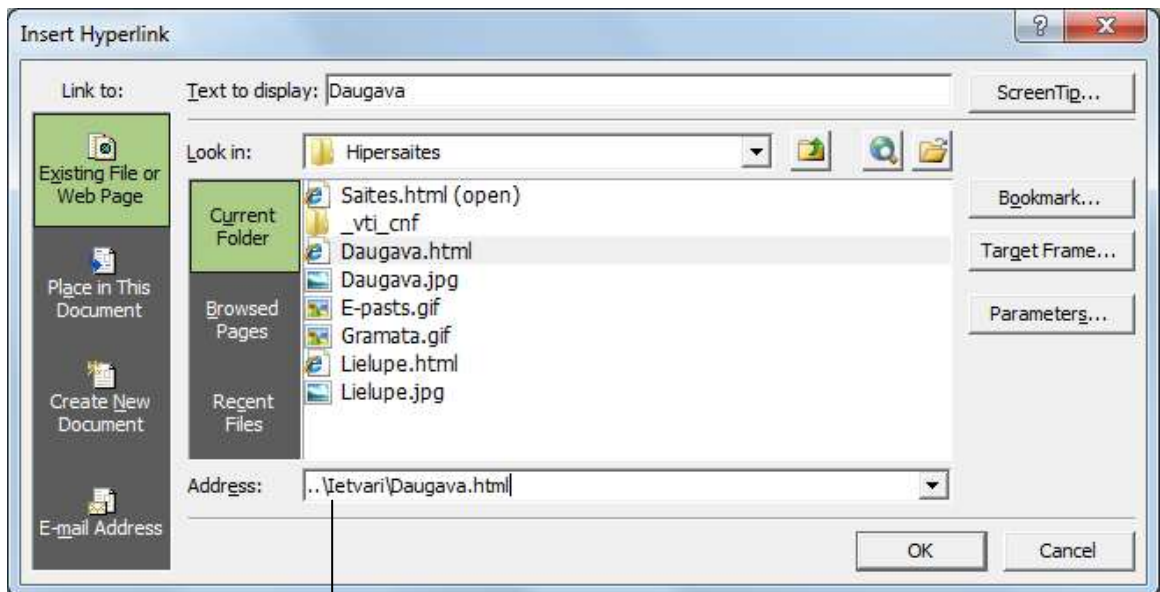 Insert Hyperlink
Link to:
Text to display: Daugava
ScreenTip...
Existing File or
Web Page
Place in This
Document
Create New
Document
E-mail Address
Look in: Hipersaites
Current
Folder
Browsed
Pages
Recent
Files
Saites.html (open)
_vti_cnf
Daugava.html
Daugava.jpg
E-pasts.gif
Gramata.gif
Lielupe.html
Lielupe.jpg
Bookmark...
Target Frame...
Parameters...
Address: ..\Ietvari\Daugava.html
OK
Cancel